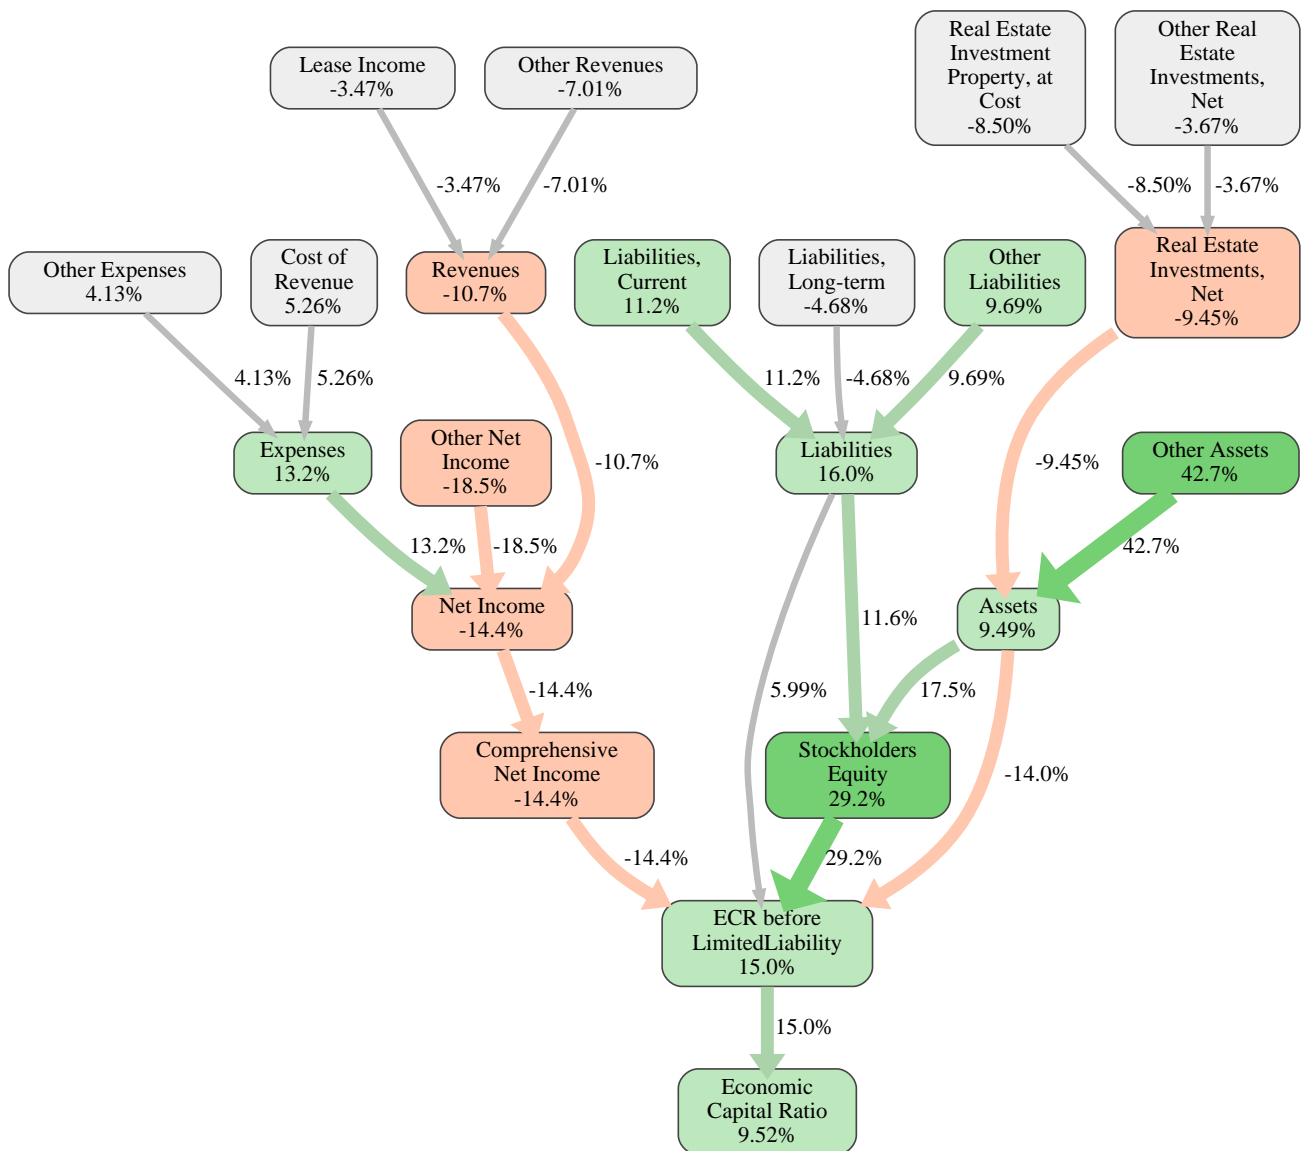 Real Estate
Investment
Property, at
Cost
-8.50%
Other Real
Estate
Investments,
Net
-3.67%
Lease Income
-3.47%
Other Revenues
-7.01%
-3.47%
-7.01%
-8.50%
-3.67%
Other Expenses
4.13%
Cost of
Revenue
5.26%
Revenues
-10.7%
Liabilities,
Current
11.2%
Liabilities,
Long-term
-4.68%
Other
Liabilities
9.69%
Real Estate
Investments,
Net
-9.45%
4.13%
5.26%
11.2%
-4.68%
9.69%
Expenses
13.2%
Other Net
Income
-18.5%
-10.7%
Liabilities
16.0%
-9.45%
Other Assets
42.7%
13.2%
-18.5%
42.7%
Net Income
-14.4%
11.6%
Assets
9.49%
-14.4%
5.99%
17.5%
Comprehensive
Net Income
-14.4%
Stockholders
Equity
29.2%
-14.0%
-14.4%
29.2%
ECR before
LimitedLiability
15.0%
15.0%
Economic
Capital Ratio
9.52%